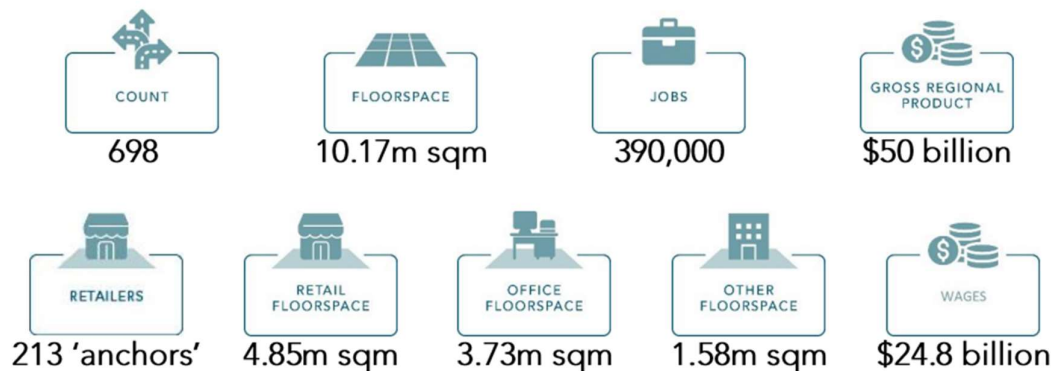 COUNT
698
FLOORSPACE
10.17m sqm
JOBS
390,000
GROSS REGIONAL
PRODUCT
$50 billion
RETAILERS
213 ‘anchors’
RETAIL
FLOORSPACE
4.85m sqm
OFFICE
FLOORSPACE
3.73m sqm
OTHER
FLOORSPACE
1.58m sqm
WAGES
$24.8 billion